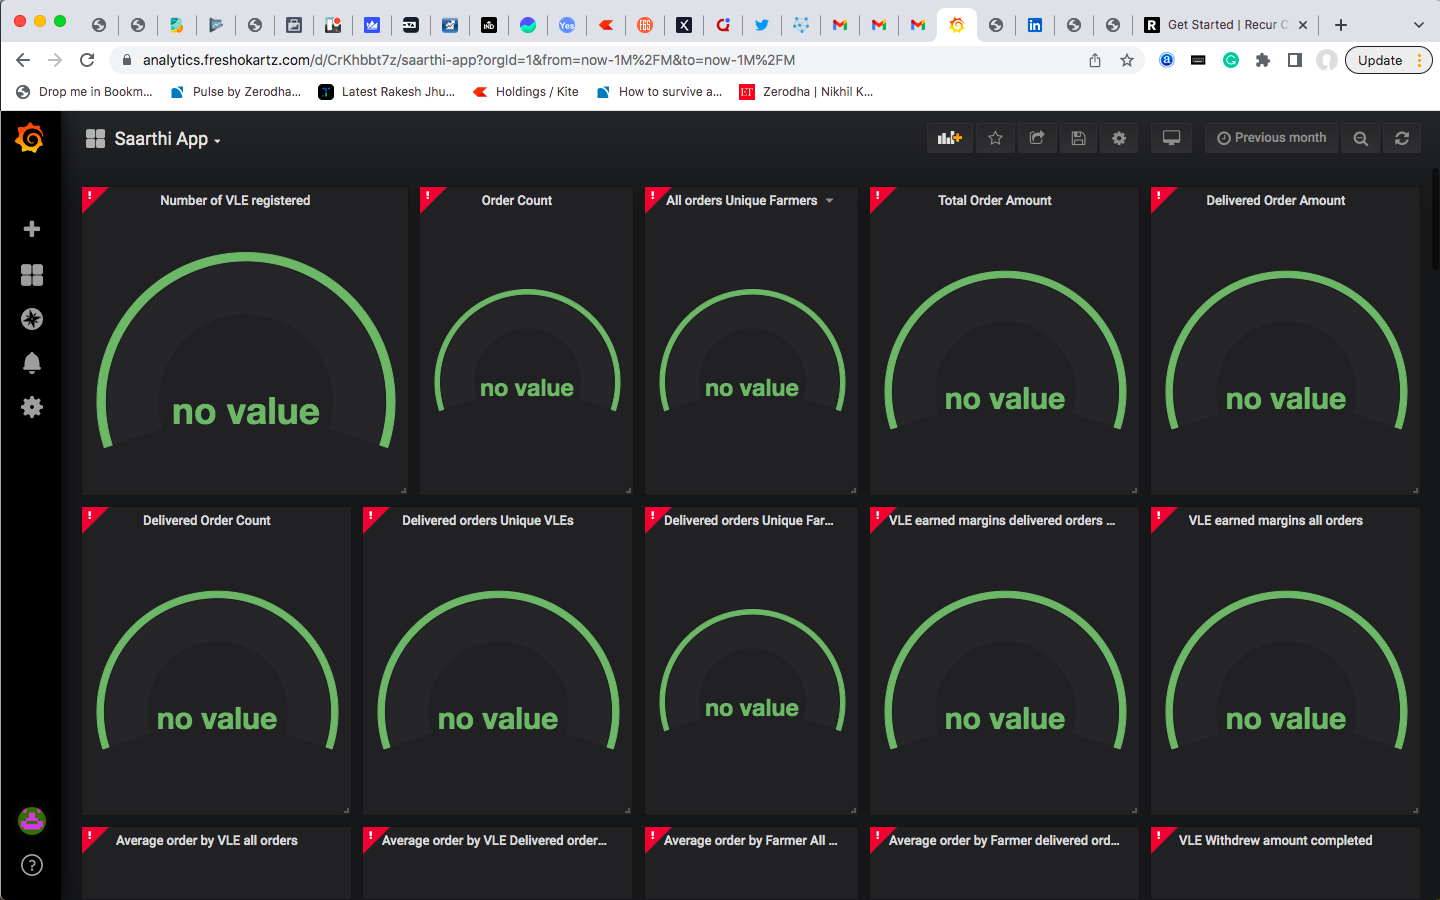 Get Started | Recur C
analytics.freshokartz.com/d/CrKhbbt7z/saarthi-app?orgId=1&from=now-1M%2FM&to=now-1M%2FM
Update
Drop me in Bookm...
Pulse by Zerodha...
Latest Rakesh Jhu...
Holdings / Kite
How to survive a...
ET
Zerodha | Nikhil K...
Saarthi App
Previous month
Number of VLE registered
Order Count
All orders Unique Farmers
Total Order Amount
Delivered Order Amount
no value
no value
no value
no value
no value
Delivered Order Count
Delivered orders Unique VLEs
Delivered orders Unique Far...
VLE earned margins delivered orders ...
VLE earned margins all orders
no value
no value
no value
no value
no value
Average order by VLE all orders
Average order by VLE Delivered order...
Average order by Farmer All ...
Average order by Farmer delivered ord...
VLE Withdrew amount completed